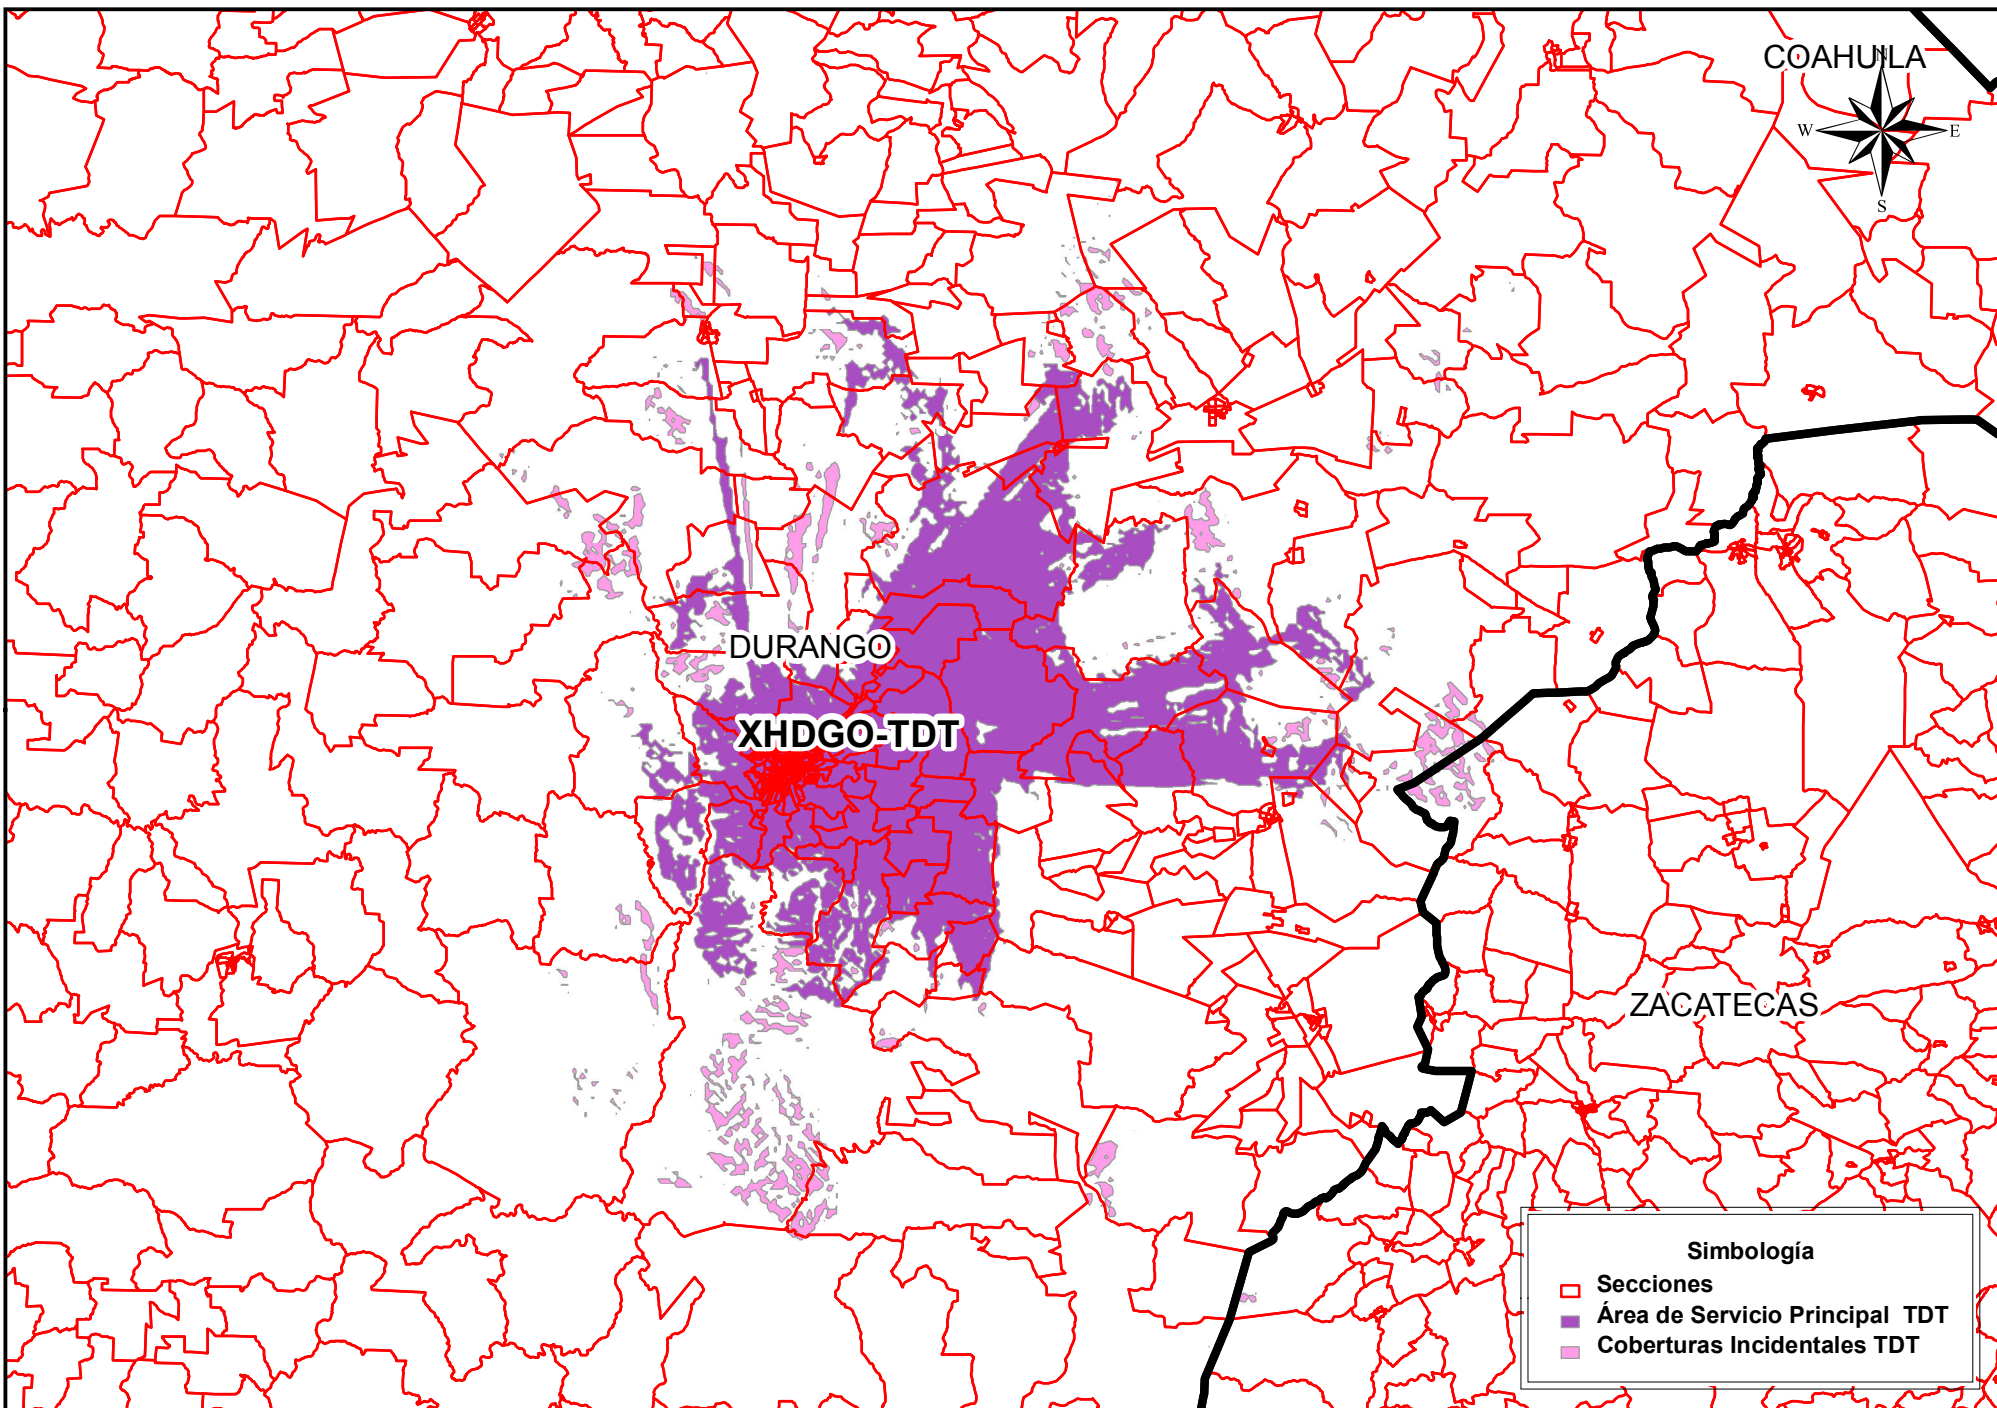 COAHUILA
N
W
E
S
DURANGO
XHDGO-TDT
ZACATECAS
Simbología
Secciones
Área de Servicio Principal TDT
Coberturas Incidentales TDT